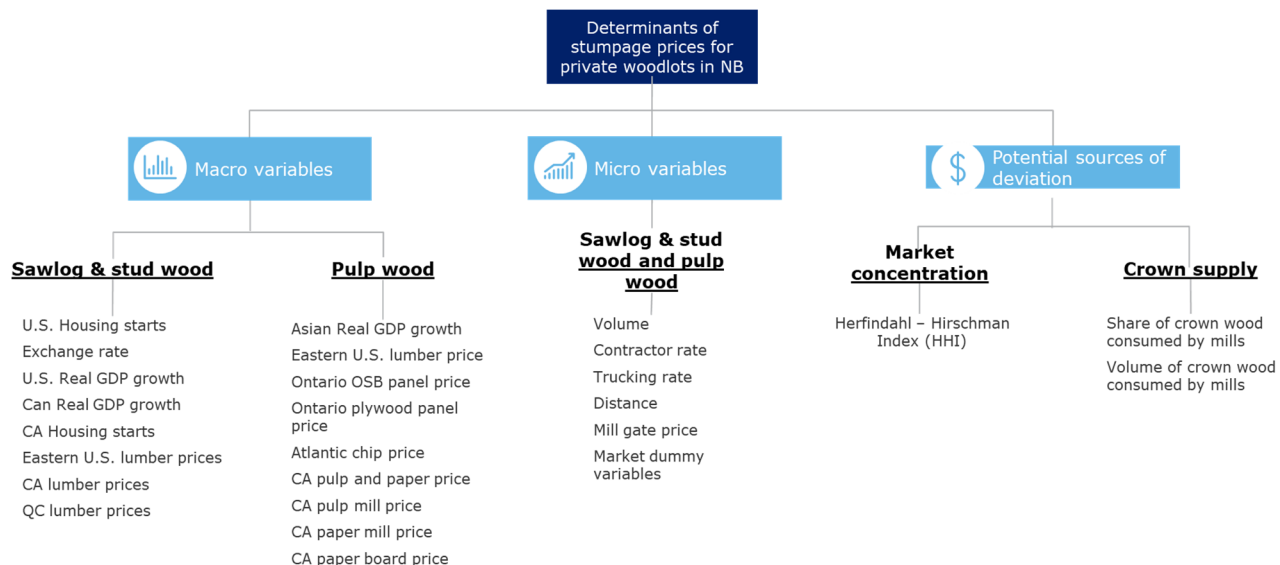 Determinants of
stumpage prices for
private woodlots in NB
Macro variables
Micro variables
Potential sources of
deviation
Sawlog & stud wood
U.S. Housing starts
Exchange rate
U.S. Real GDP growth
Can Real GDP growth
CA Housing starts
Eastern U.S. lumber prices
CA lumber prices
QC lumber prices
Pulp wood
Asian Real GDP growth
Eastern U.S. lumber price
Ontario OSB panel price
Ontario plywood panel
price
Atlantic chip price
CA pulp and paper price
CA pulp mill price
CA paper mill price
CA paper board price
Sawlog & stud
wood and pulp
wood
Volume
Contractor rate
Trucking rate
Distance
Mill gate price
Market dummy
variables
Market
concentration
Herfindahl – Hirschman
Index (HHI)
Crown supply
Share of crown wood
consumed by mills
Volume of crown wood
consumed by mills